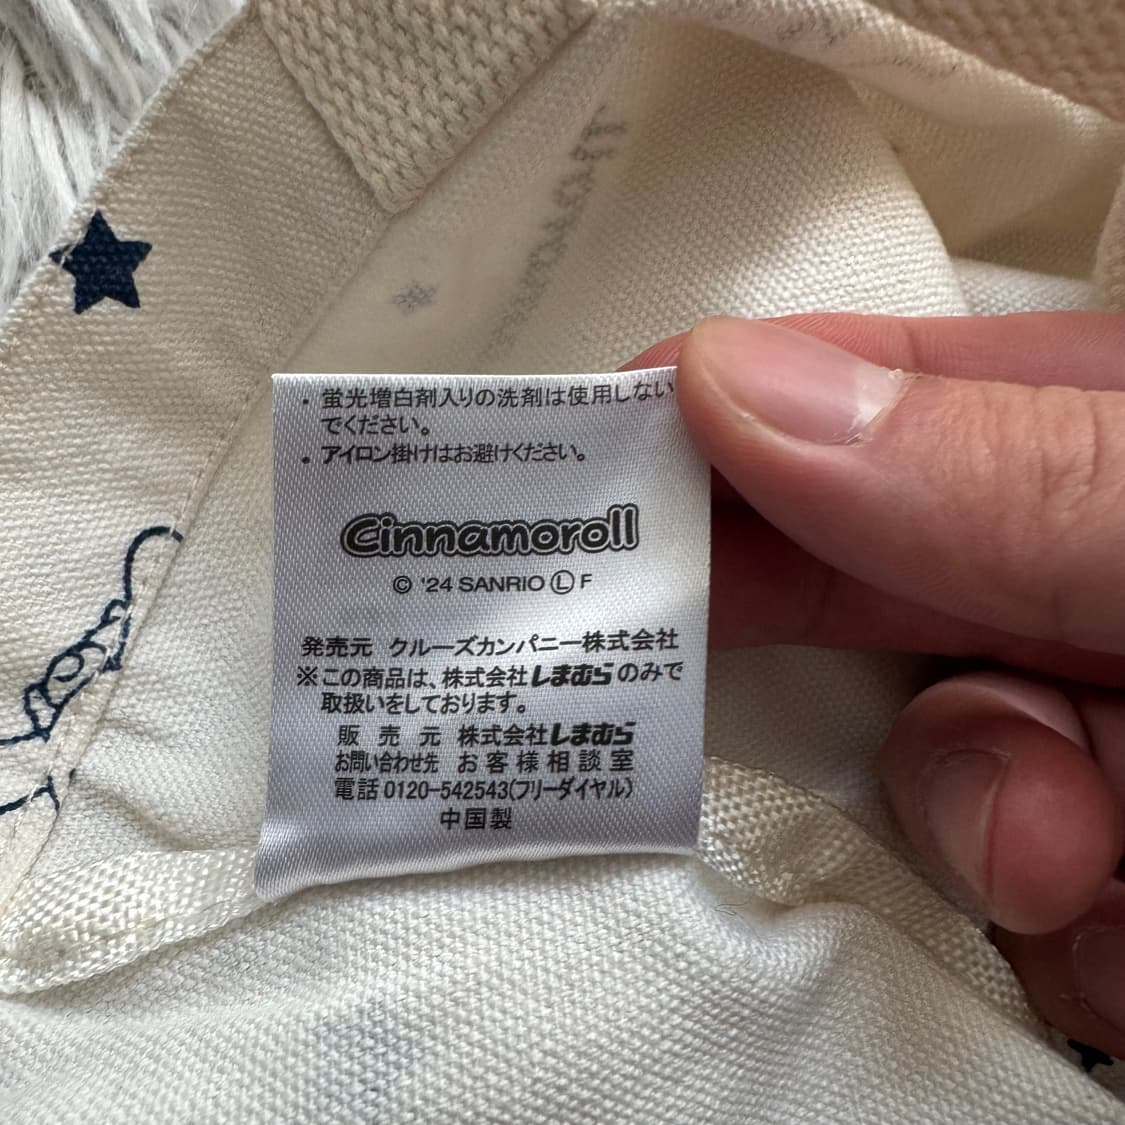 ・蛍光増白剤入りの洗剤は使用しない
でください。
・アイロン掛けはお避けください。
Cinnamoroll
© '24 SANRIO Ⓛ F
発売元 クルーズカンパニー株式会社
※この商品は、株式会社しまむらのみで
取扱いをしております。
販売元 株式会社しまむら
お問い合わせ先 お客様相談室
電話 0120-542543(フリーダイヤル)
中国製